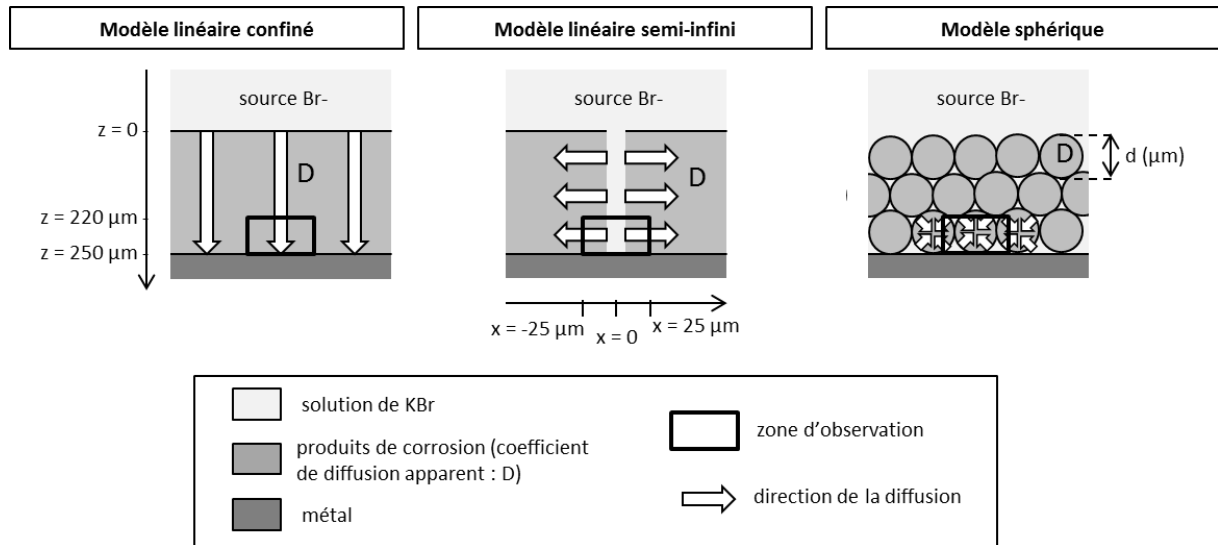 Modèle linéaire confiné
Modèle linéaire semi-infini
Modèle sphérique
source Br-
source Br-
source Br-
z = 0
D
D
D
d (µm)
z = 220 µm
z = 250 µm
x = -25 µm
x = 0
x = 25 µm
solution de KBr
produits de corrosion (coefficient
de diffusion apparent : D)
métal
zone d'observation
direction de la diffusion